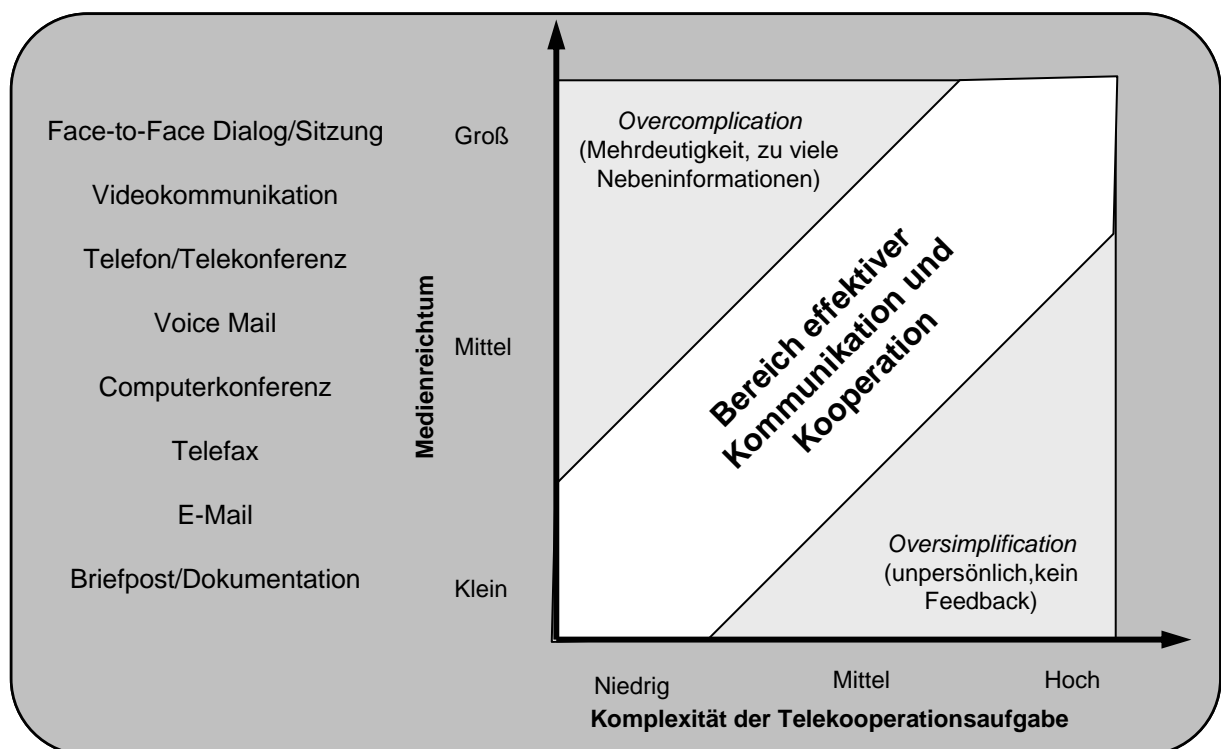 Face-to-Face Dialog/Sitzung
Videokommunikation
Telefon/Telekonferenz
Voice Mail
Computerkonferenz
Telefax
E-Mail
Briefpost/Dokumentation
Medienreichtum
Groß
Mittel
Klein
Overcomplication
(Mehrdeutigkeit, zu viele
Nebeninformationen)
Bereich effektiver
Kommunikation und
Kooperation
Oversimplification
(unpersönlich,kein
Feedback)
Niedrig
Mittel
Hoch
Komplexität der Telekooperationsaufgabe